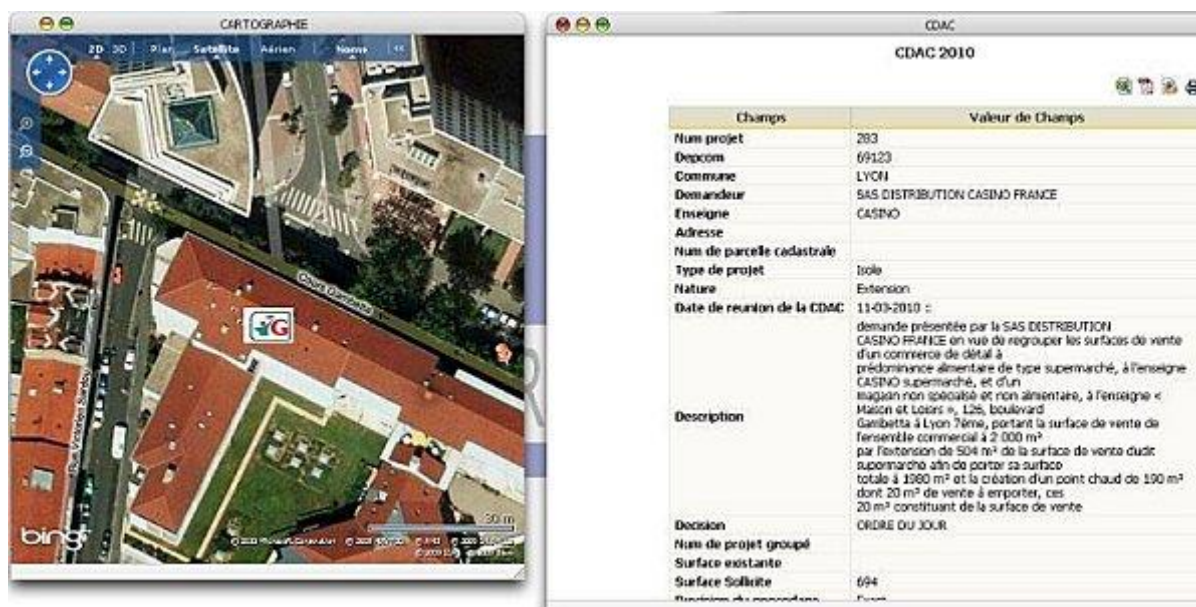 CARTOGRAPHIE
2D 3D Plan Satellite Aérien Noms <<
Cours Gambetta
Rue Victorien Sardou
G
30 m
bing
CDAC
CDAC 2010
Champs Valeur de Champs
Num projet 283
Depcom 69123
Commune LYON
Demandeur SAS DISTRIBUTION CASINO FRANCE
Enseigne CASINO
Adresse
Num de parcelle cadastrale
Type de projet Isole
Nature Extension
Date de reunion de la CDAC 11-03-2010 ::
Description
demande présentée par la SAS DISTRIBUTION
CASINO FRANCE en vue de regrouper les surfaces de vente
d'un commerce de détail à
prédominance alimentaire de type supermarché, à l'enseigne
CASINO supermarché, et d'un
magasin non spécialisé et non alimentaire, à l'enseigne «
Maison et Loisirs », 126, boulevard
Gambetta à Lyon 7ème, portant la surface de vente de
l'ensemble commercial à 2 000 m²
par l'extension de 504 m² de la surface de vente dudit
supermarché afin de porter sa surface
totale à 1980 m² et la création d'un point chaud de 190 m²
dont 20 m² de vente à emporter, ces
20 m² constituant de la surface de vente
Decision ORDRE DU JOUR
Num de projet groupé
Surface existante
Surface Sollicite 694